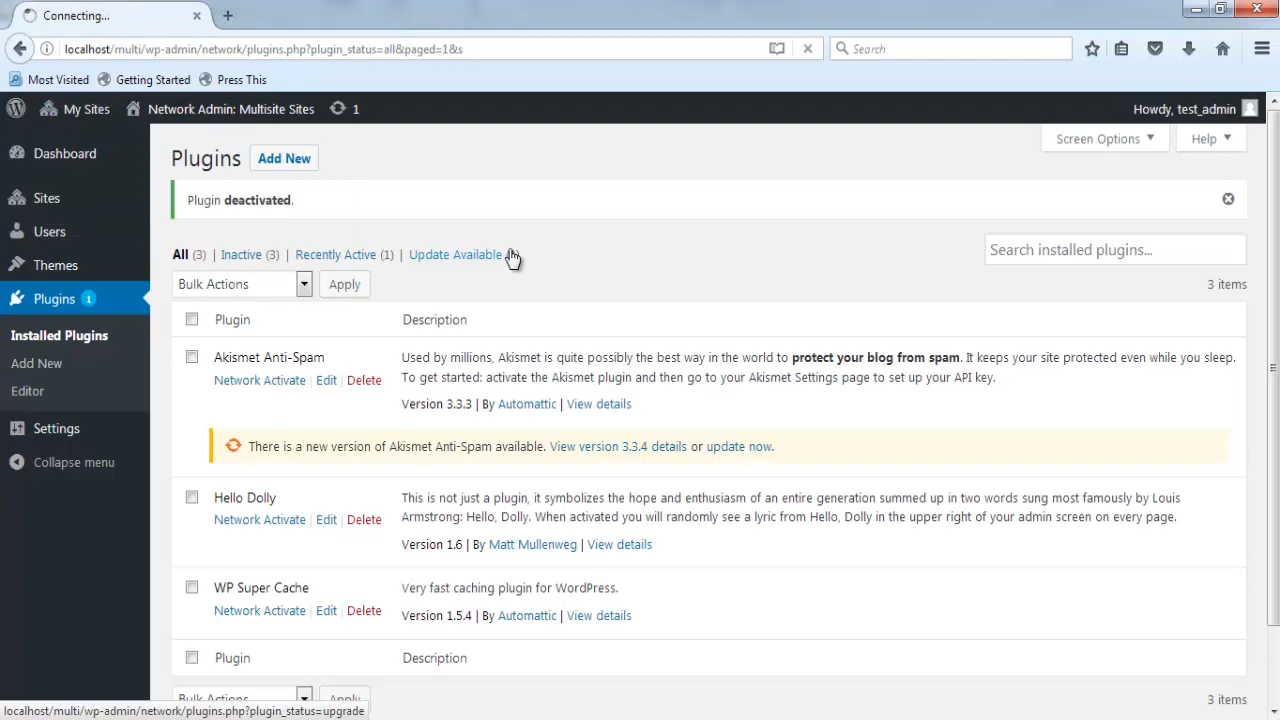 Connecting...
localhost/multi/wp-admin/network/plugins.php?plugin_status=all&paged=1&s
Search
Most Visited Getting Started Press This
My Sites Network Admin: Multisite Sites 1 Howdy, test_admin
Screen Options Help
Dashboard
Sites
Users
Themes
Plugins 1
Installed Plugins
Add New
Editor
Settings
Collapse menu
Plugins Add New
Plugin deactivated.
All (3) | Inactive (3) | Recently Active (1) | Update Available
Search installed plugins...
Bulk Actions Apply 3 items
Plugin Description
Akismet Anti-Spam
Network Activate | Edit | Delete
Used by millions, Akismet is quite possibly the best way in the world to protect your blog from spam. It keeps your site protected even while you sleep.
To get started: activate the Akismet plugin and then go to your Akismet Settings page to set up your API key.
Version 3.3.3 | By Automattic | View details
There is a new version of Akismet Anti-Spam available. View version 3.3.4 details or update now.
Hello Dolly
Network Activate | Edit | Delete
This is not just a plugin, it symbolizes the hope and enthusiasm of an entire generation summed up in two words sung most famously by Louis
Armstrong: Hello, Dolly. When activated you will randomly see a lyric from Hello, Dolly in the upper right of your admin screen on every page.
Version 1.6 | By Matt Mullenweg | View details
WP Super Cache
Network Activate | Edit | Delete
Very fast caching plugin for WordPress.
Version 1.5.4 | By Automattic | View details
Plugin Description
Bulk Actions Apply 3 items
localhost/multi/wp-admin/network/plugins.php?plugin_status=upgrade